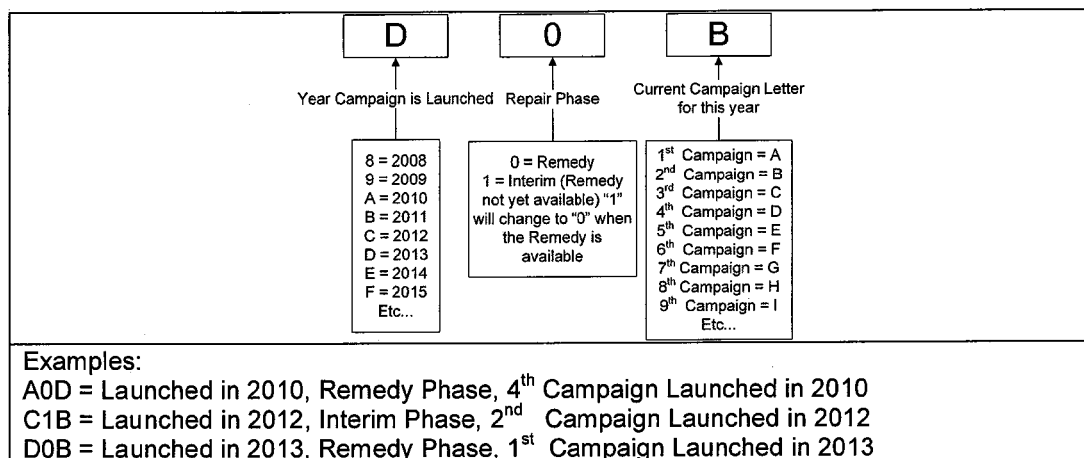 D 0 B
Year Campaign is Launched
Repair Phase
Current Campaign Letter
for this year
8 = 2008
9 = 2009
A = 2010
B = 2011
C = 2012
D = 2013
E = 2014
F = 2015
Etc...
0 = Remedy
1 = Interim (Remedy
not yet available) "1"
will change to "0" when
the Remedy is
available
1st Campaign = A
2nd Campaign = B
3rd Campaign = C
4th Campaign = D
5th Campaign = E
6th Campaign = F
7th Campaign = G
8th Campaign = H
9th Campaign = I
Etc...
Examples:
A0D = Launched in 2010, Remedy Phase, 4th Campaign Launched in 2010
C1B = Launched in 2012, Interim Phase, 2nd Campaign Launched in 2012
D0B = Launched in 2013, Remedy Phase, 1st Campaign Launched in 2013